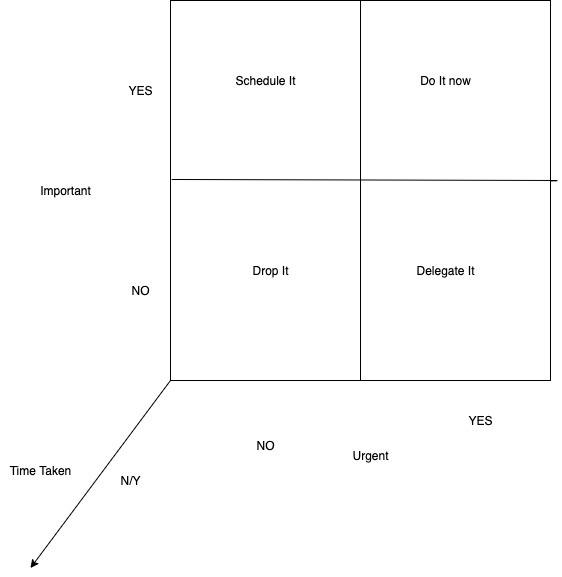 Schedule It
Do It now
YES
Important
Drop It
Delegate It
NO
YES
NO
Urgent
Time Taken
N/Y